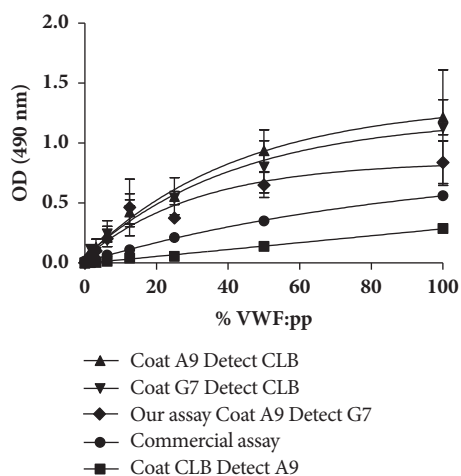 2.0
1.5
1.0
0.5
0.0
OD (490 nm)
0 20 40 60 80 100
% VWF:pp
Coat A9 Detect CLB
Coat G7 Detect CLB
Our assay Coat A9 Detect G7
Commercial assay
Coat CLB Detect A9